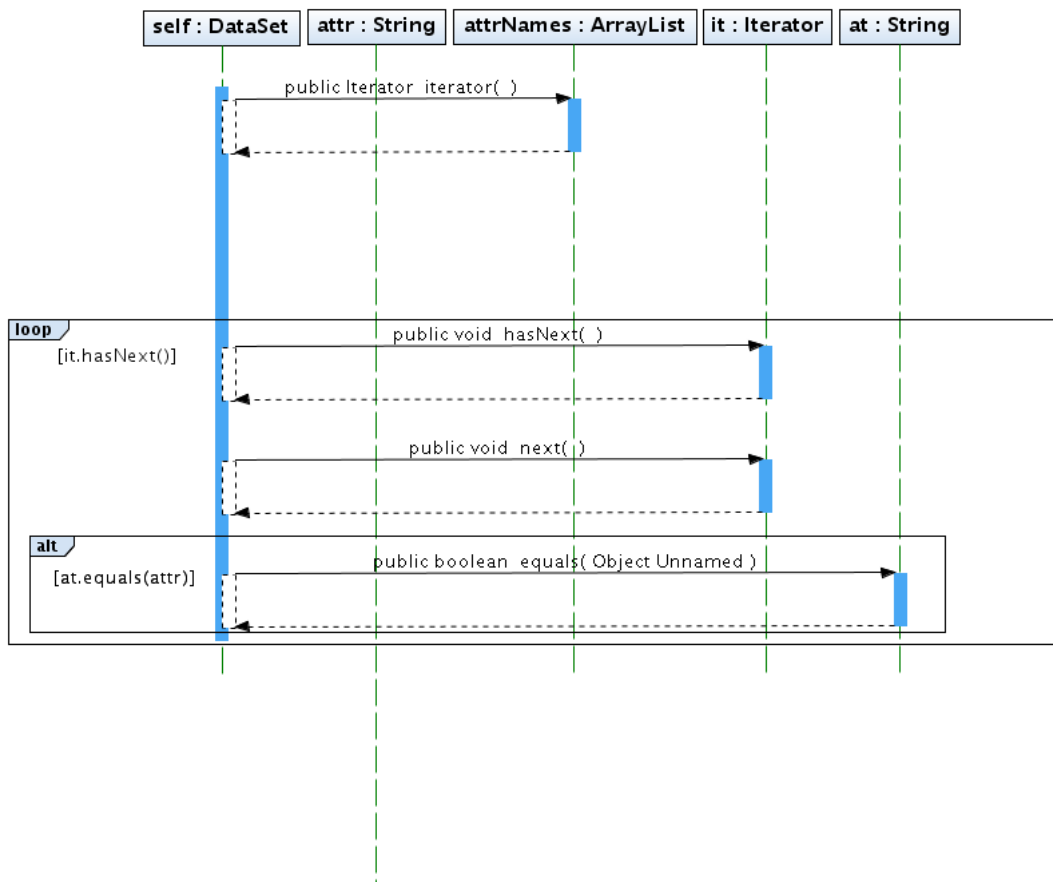 self : DataSet
attr : String
attrNames : ArrayList
it : Iterator
at : String
public Iterator iterator( )
loop
public void hasNext( )
[it.hasNext()]
public void next( )
alt
public boolean equals( Object Unnamed )
[at.equals(attr)]